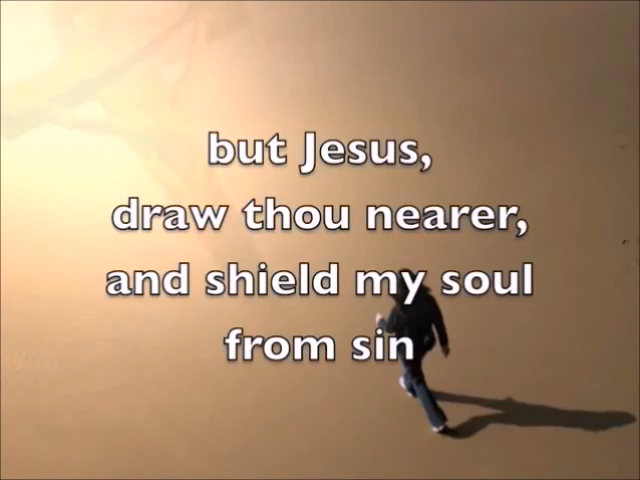 but Jesus,
draw thou nearer,
and shield my soul
from sin